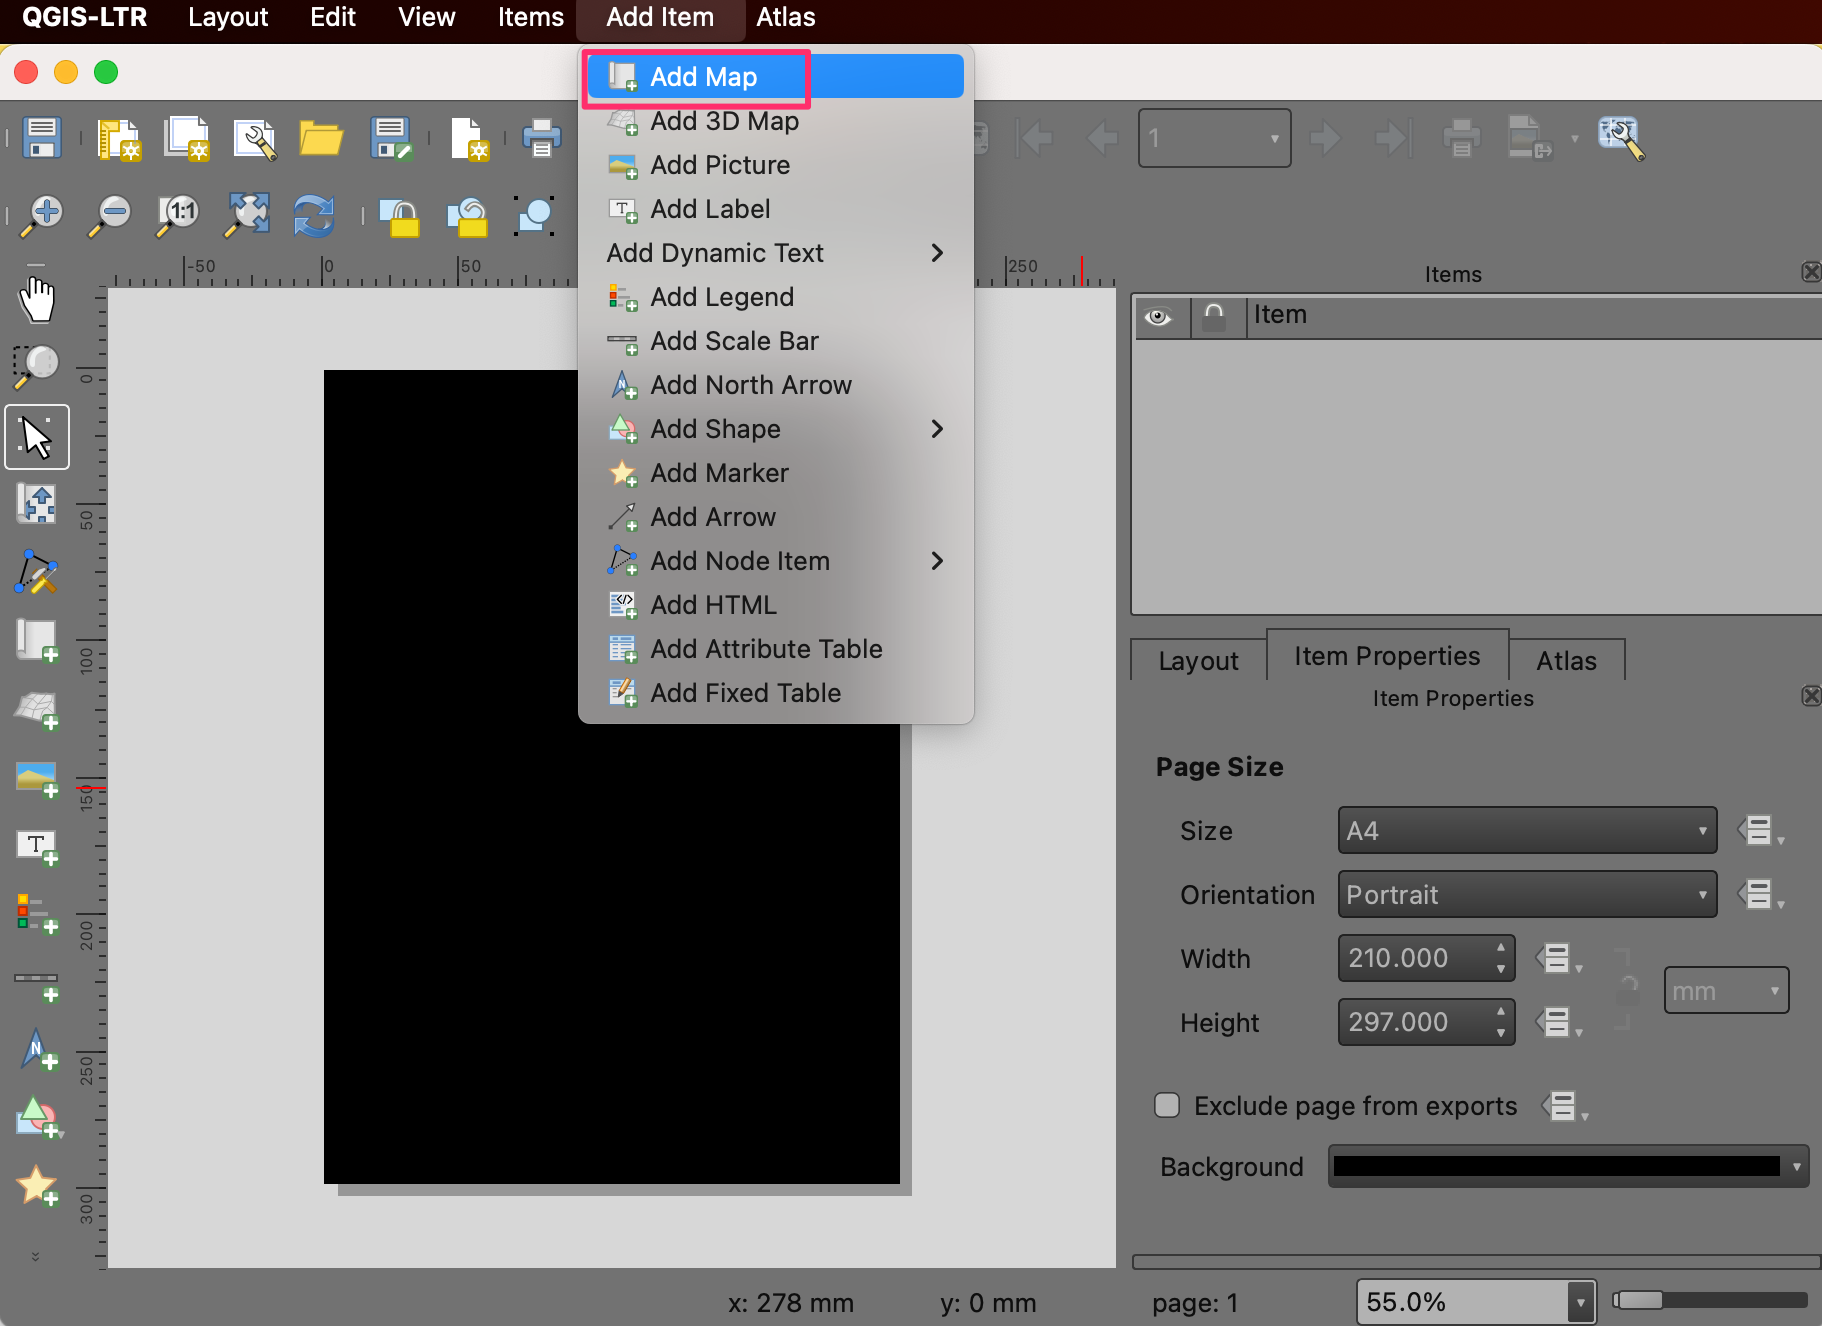 QGIS-LTR Layout Edit View Items Add Item Atlas
Add Map
Add 3D Map
Add Picture
Add Label
Add Dynamic Text
Add Legend
Add Scale Bar
Add North Arrow
Add Shape
Add Marker
Add Arrow
Add Node Item
Add HTML
Add Attribute Table
Add Fixed Table
1
1:1
-50 0 50 250
0
50
100
150
200
250
300
T
N
Items
Item
Layout Item Properties Atlas
Item Properties
Page Size
Size A4
Orientation Portrait
Width 210.000
mm
Height 297.000
Exclude page from exports
Background
x: 278 mm y: 0 mm page: 1 55.0%